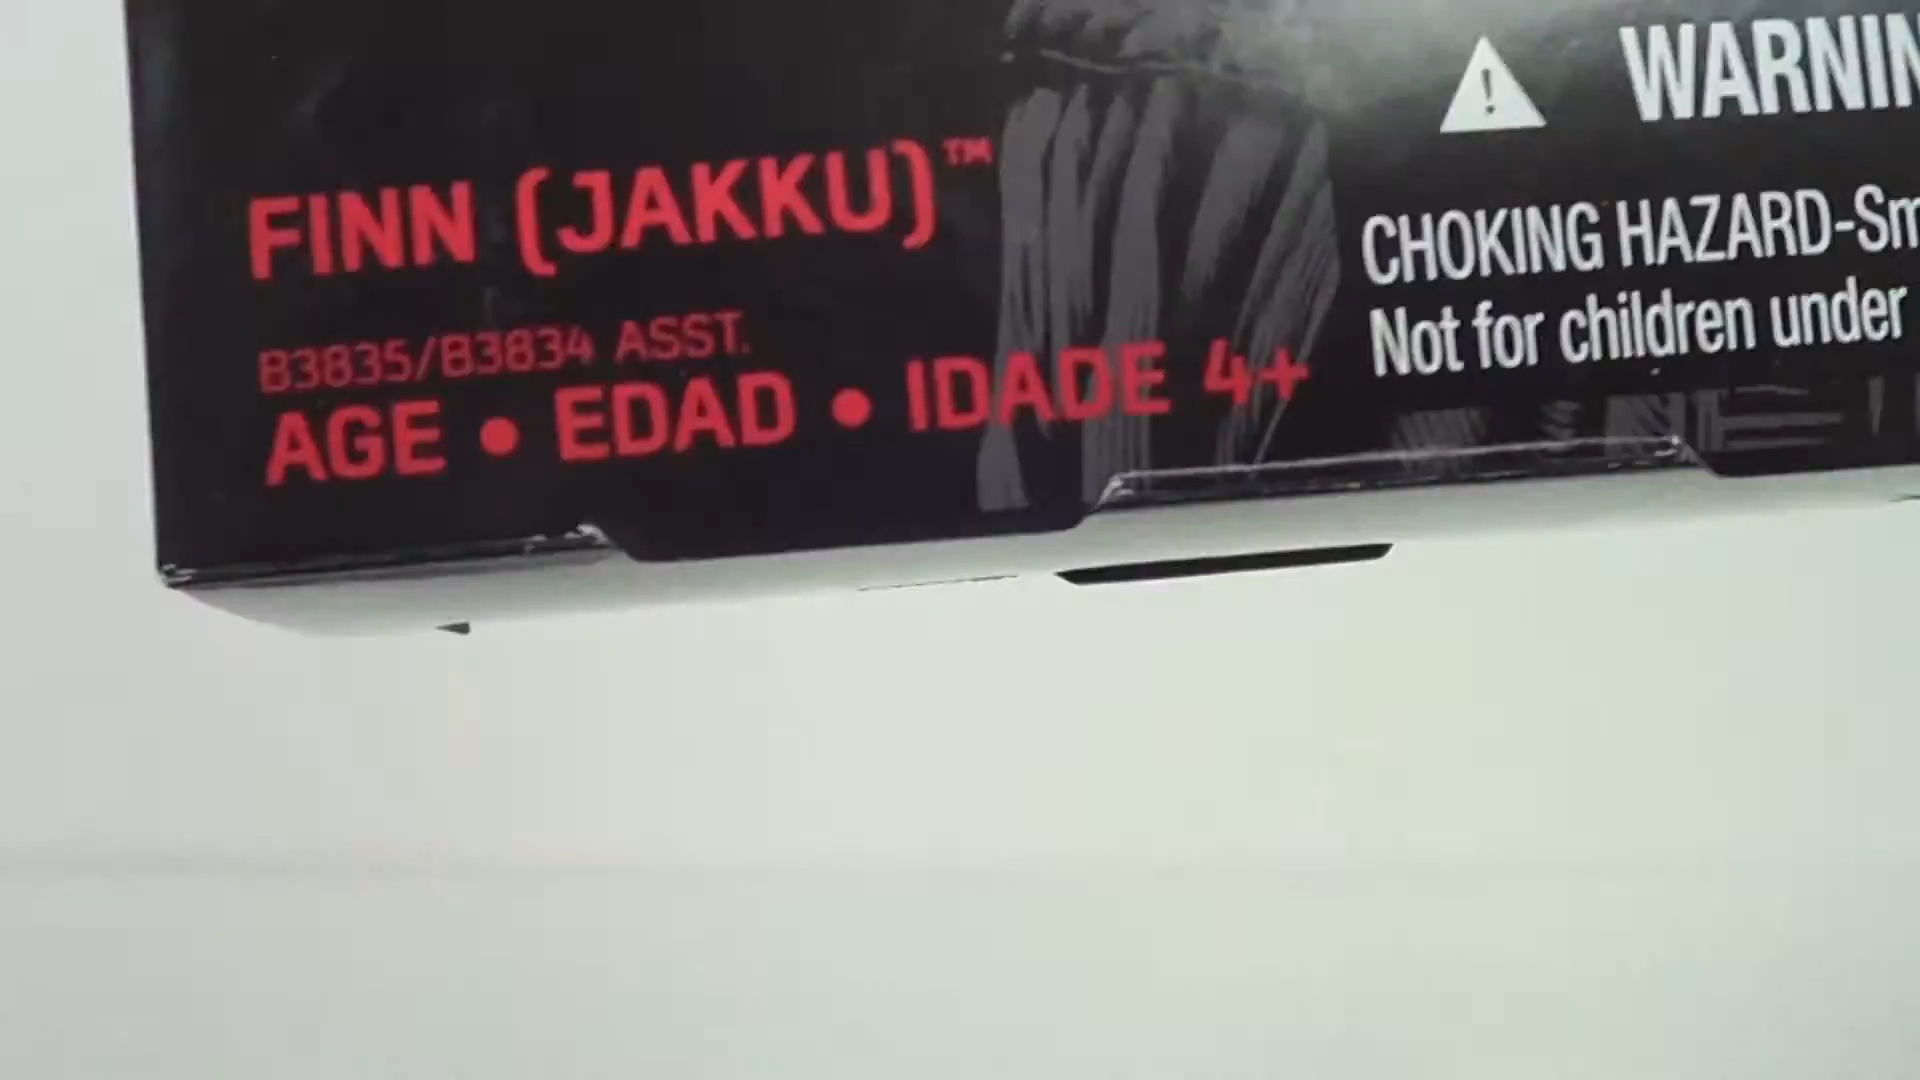 FINN (JAKKU)™
B3835/B3834 ASST.
AGE • EDAD • IDADE 4+
WARNIN
CHOKING HAZARD-Sm
Not for children under